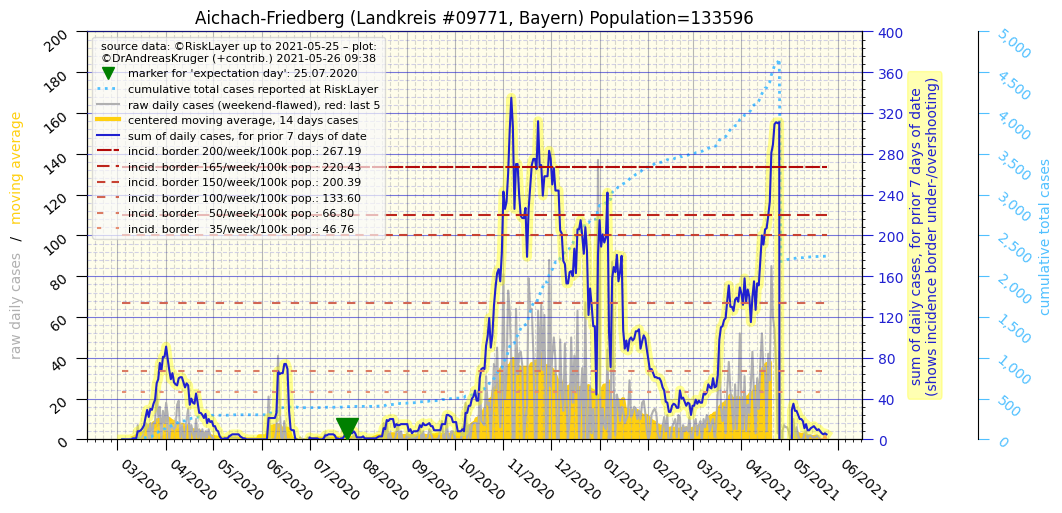 Aichach-Friedberg (Landkreis #09771, Bayern) Population=133596
source data: ©RiskLayer up to 2021-05-25 – plot:
©DrAndreasKruger (+contrib.) 2021-05-26 09:38
marker for 'expectation day': 25.07.2020
cumulative total cases reported at RiskLayer
raw daily cases (weekend-flawed), red: last 5
centered moving average, 14 days cases
sum of daily cases, for prior 7 days of date
incid. border 200/week/100k pop.: 267.19
incid. border 165/week/100k pop.: 220.43
incid. border 150/week/100k pop.: 200.39
incid. border 100/week/100k pop.: 133.60
incid. border 50/week/100k pop.: 66.80
incid. border 35/week/100k pop.: 46.76
raw daily cases / moving average
200
180
160
140
120
100
80
60
40
20
0
03/2020
04/2020
05/2020
06/2020
07/2020
08/2020
09/2020
10/2020
11/2020
12/2020
01/2021
02/2021
03/2021
04/2021
05/2021
06/2021
400
360
320
280
240
200
160
120
80
40
0
sum of daily cases, for prior 7 days of date
(shows incidence border under-/overshooting)
5,000
4,500
4,000
3,500
3,000
2,500
2,000
1,500
1,000
500
0
cumulative total cases